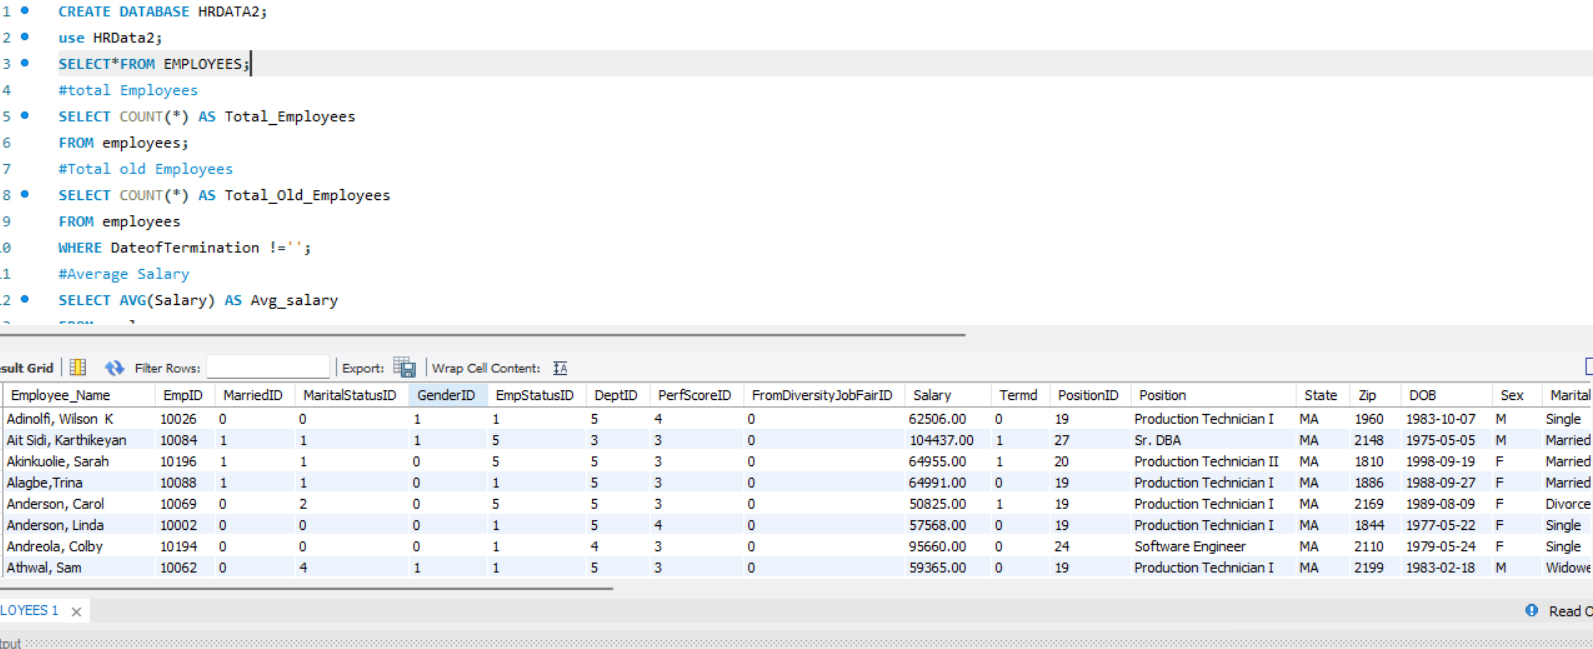 1 CREATE DATABASE HRDATA2;
2 use HRData2;
3 SELECT*FROM EMPLOYEES;
4 #total Employees
5 SELECT COUNT(*) AS Total_Employees
6 FROM employees;
7 #Total old Employees
8 SELECT COUNT(*) AS Total_Old_Employees
9 FROM employees
.0 WHERE DateofTermination !='';
.1 #Average Salary
.2 SELECT AVG(Salary) AS Avg_salary
sult Grid Filter Rows: Export: Wrap Cell Content: IA
Employee_Name EmpID MarriedID MaritalStatusID GenderID EmpStatusID DeptID PerfScoreID FromDiversityJobFairID Salary Termd PositionID Position State Zip DOB Sex Marital
Adinolfi, Wilson K 10026 0 0 1 1 5 4 0 62506.00 0 19 Production Technician I MA 1960 1983-10-07 M Single
Ait Sidi, Karthikeyan 10084 1 1 1 5 3 3 0 104437.00 1 27 Sr. DBA MA 2148 1975-05-05 M Married
Akinkuolie, Sarah 10196 1 1 0 5 5 3 0 64955.00 1 20 Production Technician II MA 1810 1998-09-19 F Married
Alagbe,Trina 10088 1 1 0 1 5 3 0 64991.00 0 19 Production Technician I MA 1886 1988-09-27 F Married
Anderson, Carol 10069 0 2 0 5 5 3 0 50825.00 1 19 Production Technician I MA 2169 1989-08-09 F Divorce
Anderson, Linda 10002 0 0 0 1 5 4 0 57568.00 0 19 Production Technician I MA 1844 1977-05-22 F Single
Andreola, Colby 10194 0 0 0 1 4 3 0 95660.00 0 24 Software Engineer MA 2110 1979-05-24 F Single
Athwal, Sam 10062 0 4 1 1 5 3 0 59365.00 0 19 Production Technician I MA 2199 1983-02-18 M Widowe
LOYEES 1 Read O
tput